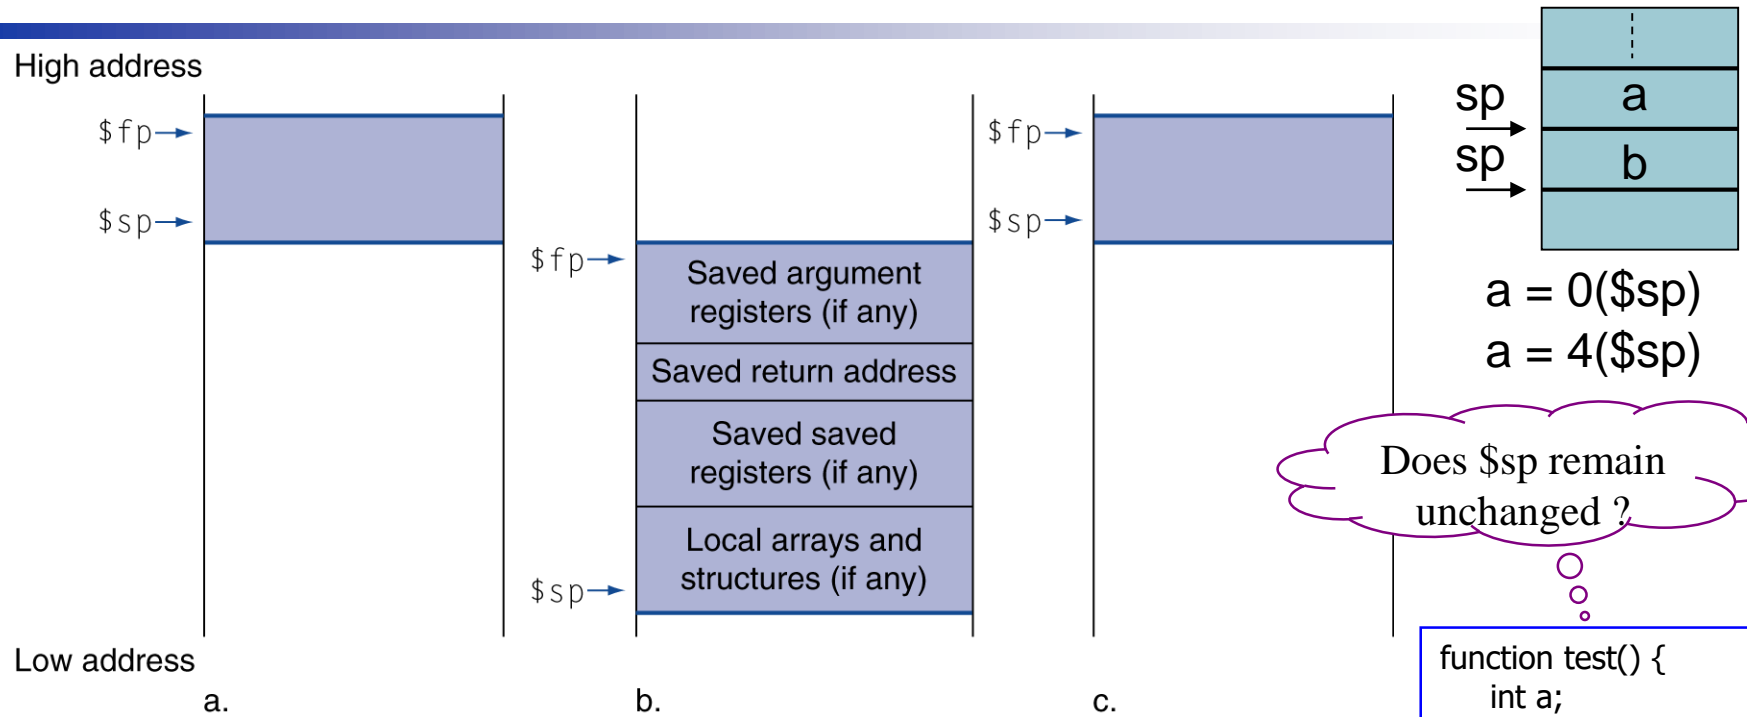 High address
$fp
$sp
$fp
Saved argument
registers (if any)
Saved return address
Saved saved
registers (if any)
Local arrays and
structures (if any)
$sp
$fp
$sp
Low address
a.
b.
c.
sp
sp
a
b
a = 0($sp)
a = 4($sp)
Does $sp remain
unchanged ?
function test() {
int a;